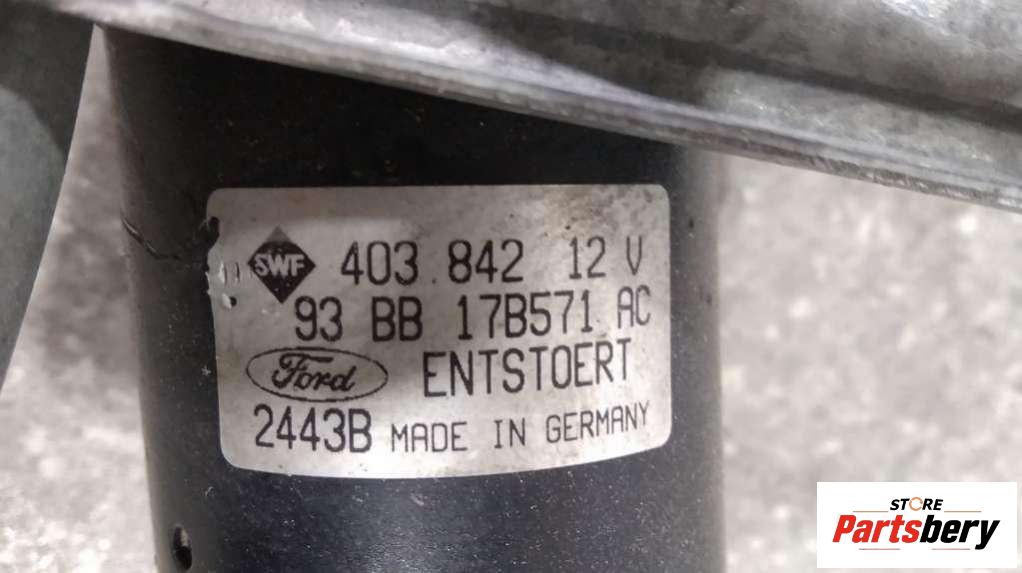 SWF 403.842 12 V
93 BB 17B571 AC
Ford ENTSTOERT
2443B MADE IN GERMANY
STORE
Partsbery